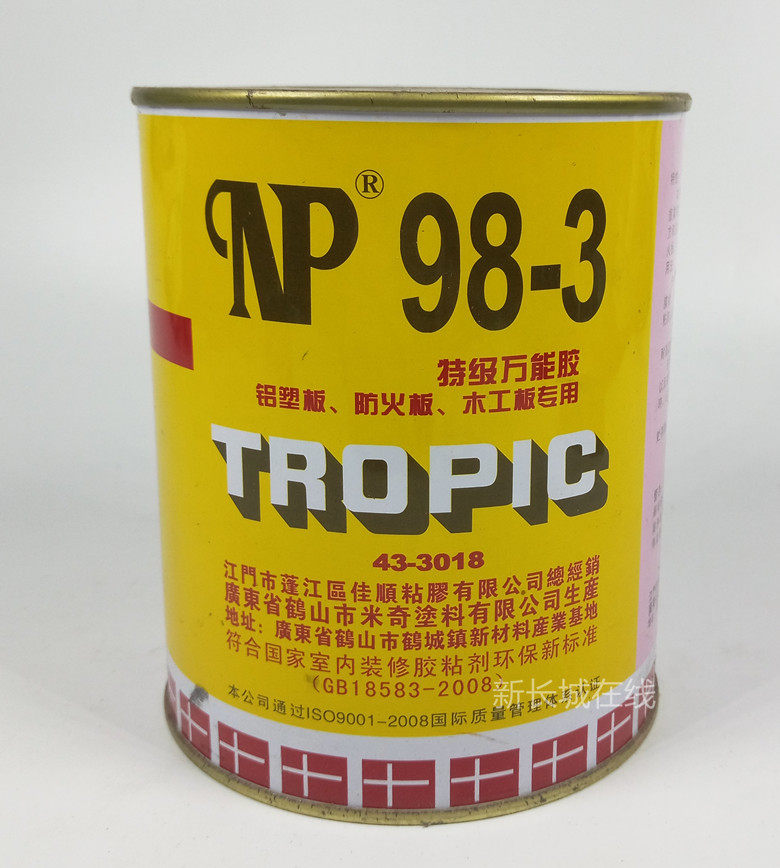 NP® 98-3
特级万能胶
铝塑板、防火板、木工板专用
TROPIC
43-3018
江門市蓬江區佳順粘膠有限公司總經銷
廣東省鶴山市米奇塗料有限公司生產
地址：廣東省鶴山市鶴城鎮新材料産業基地
符合国家室内装修胶粘剂环保新标准
(GB18583-2008)
本公司通过ISO9001-2008国际质量管理体系认证
新长城在线